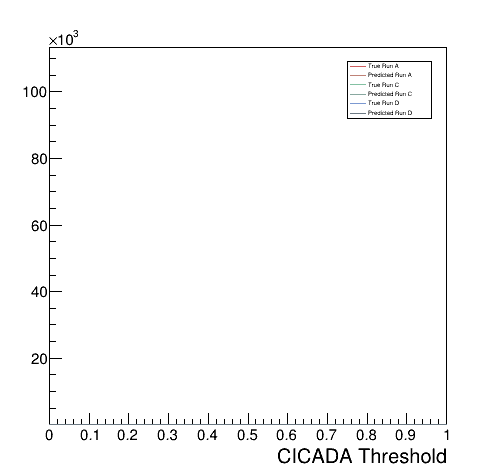 ×10³
100
80
60
40
20
True Run A
Predicted Run A
True Run C
Predicted Run C
True Run D
Predicted Run D
0 0.1 0.2 0.3 0.4 0.5 0.6 0.7 0.8 0.9 1
CICADA Threshold